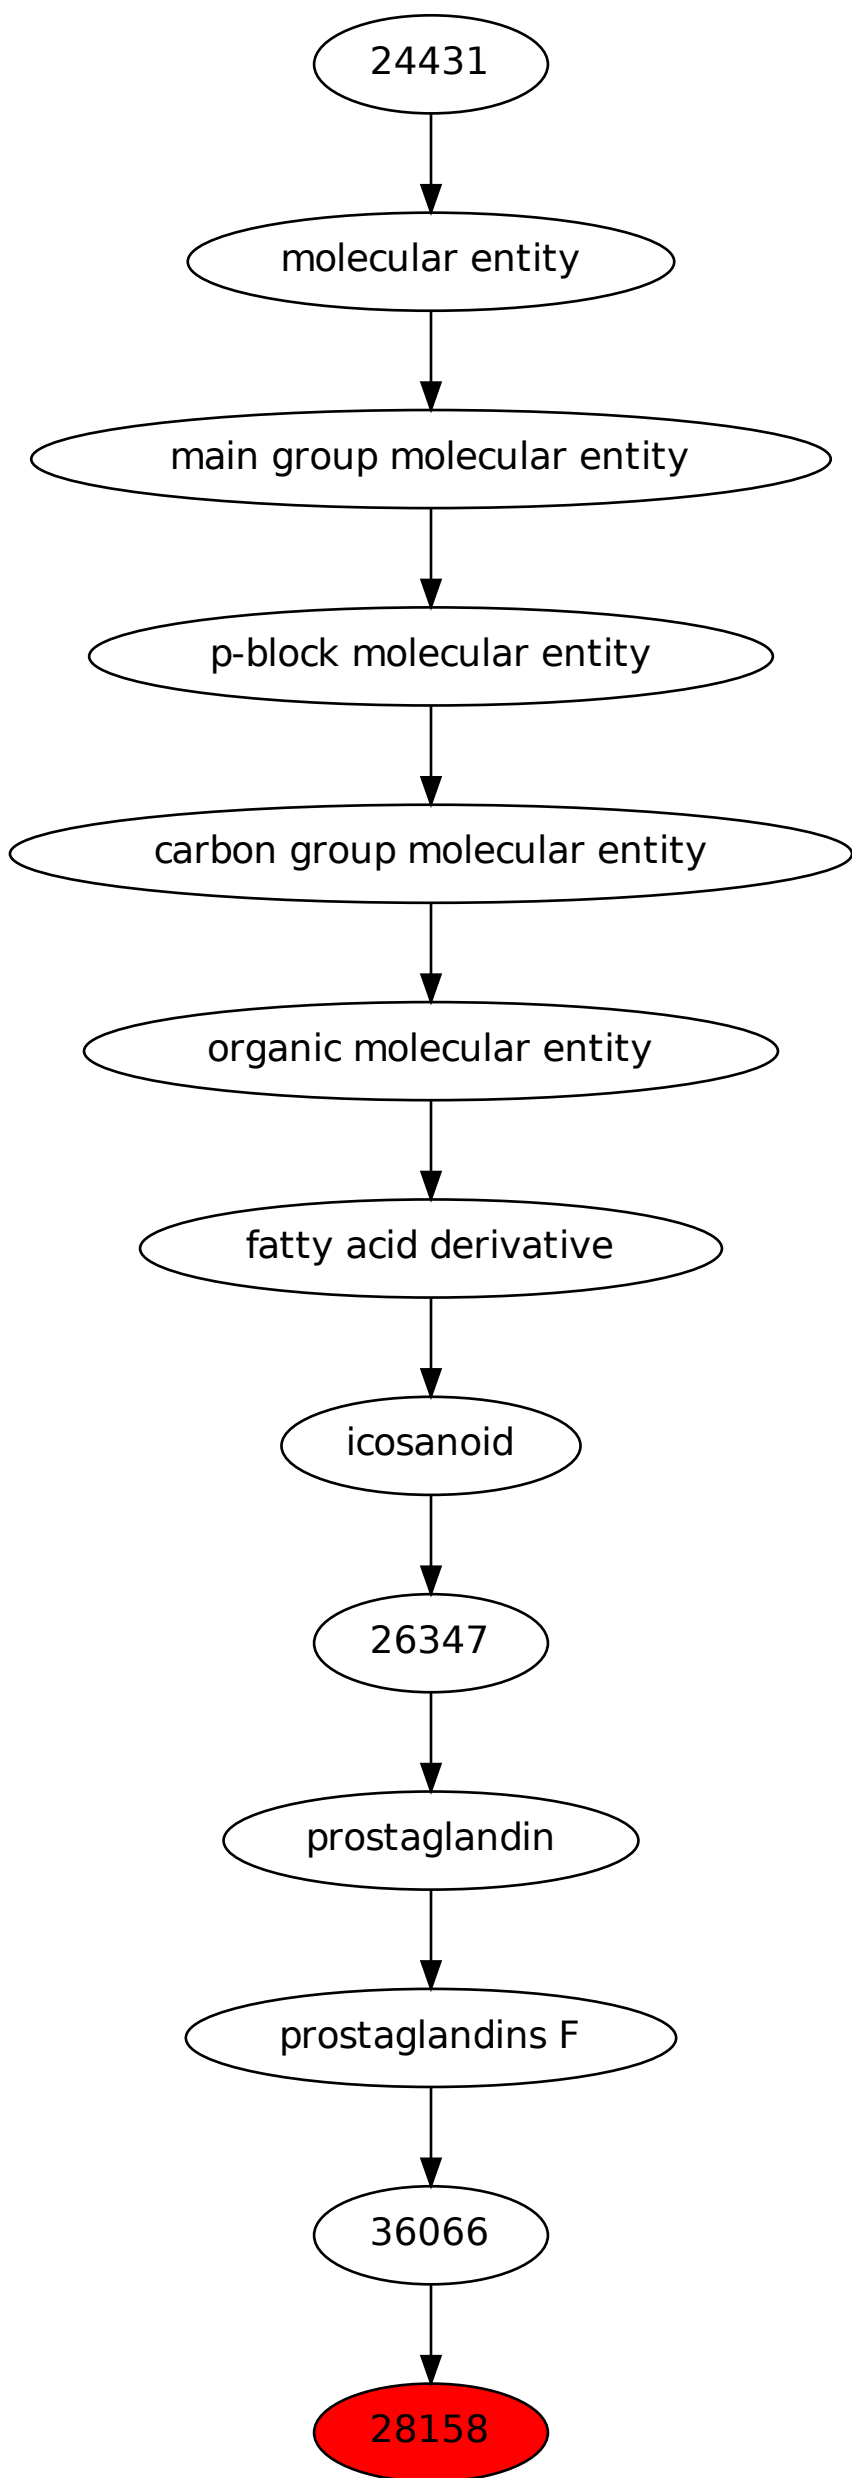 24431
molecular entity
main group molecular entity
p-block molecular entity
carbon group molecular entity
organic molecular entity
fatty acid derivative
icosanoid
26347
prostaglandin
prostaglandins F
36066
28158